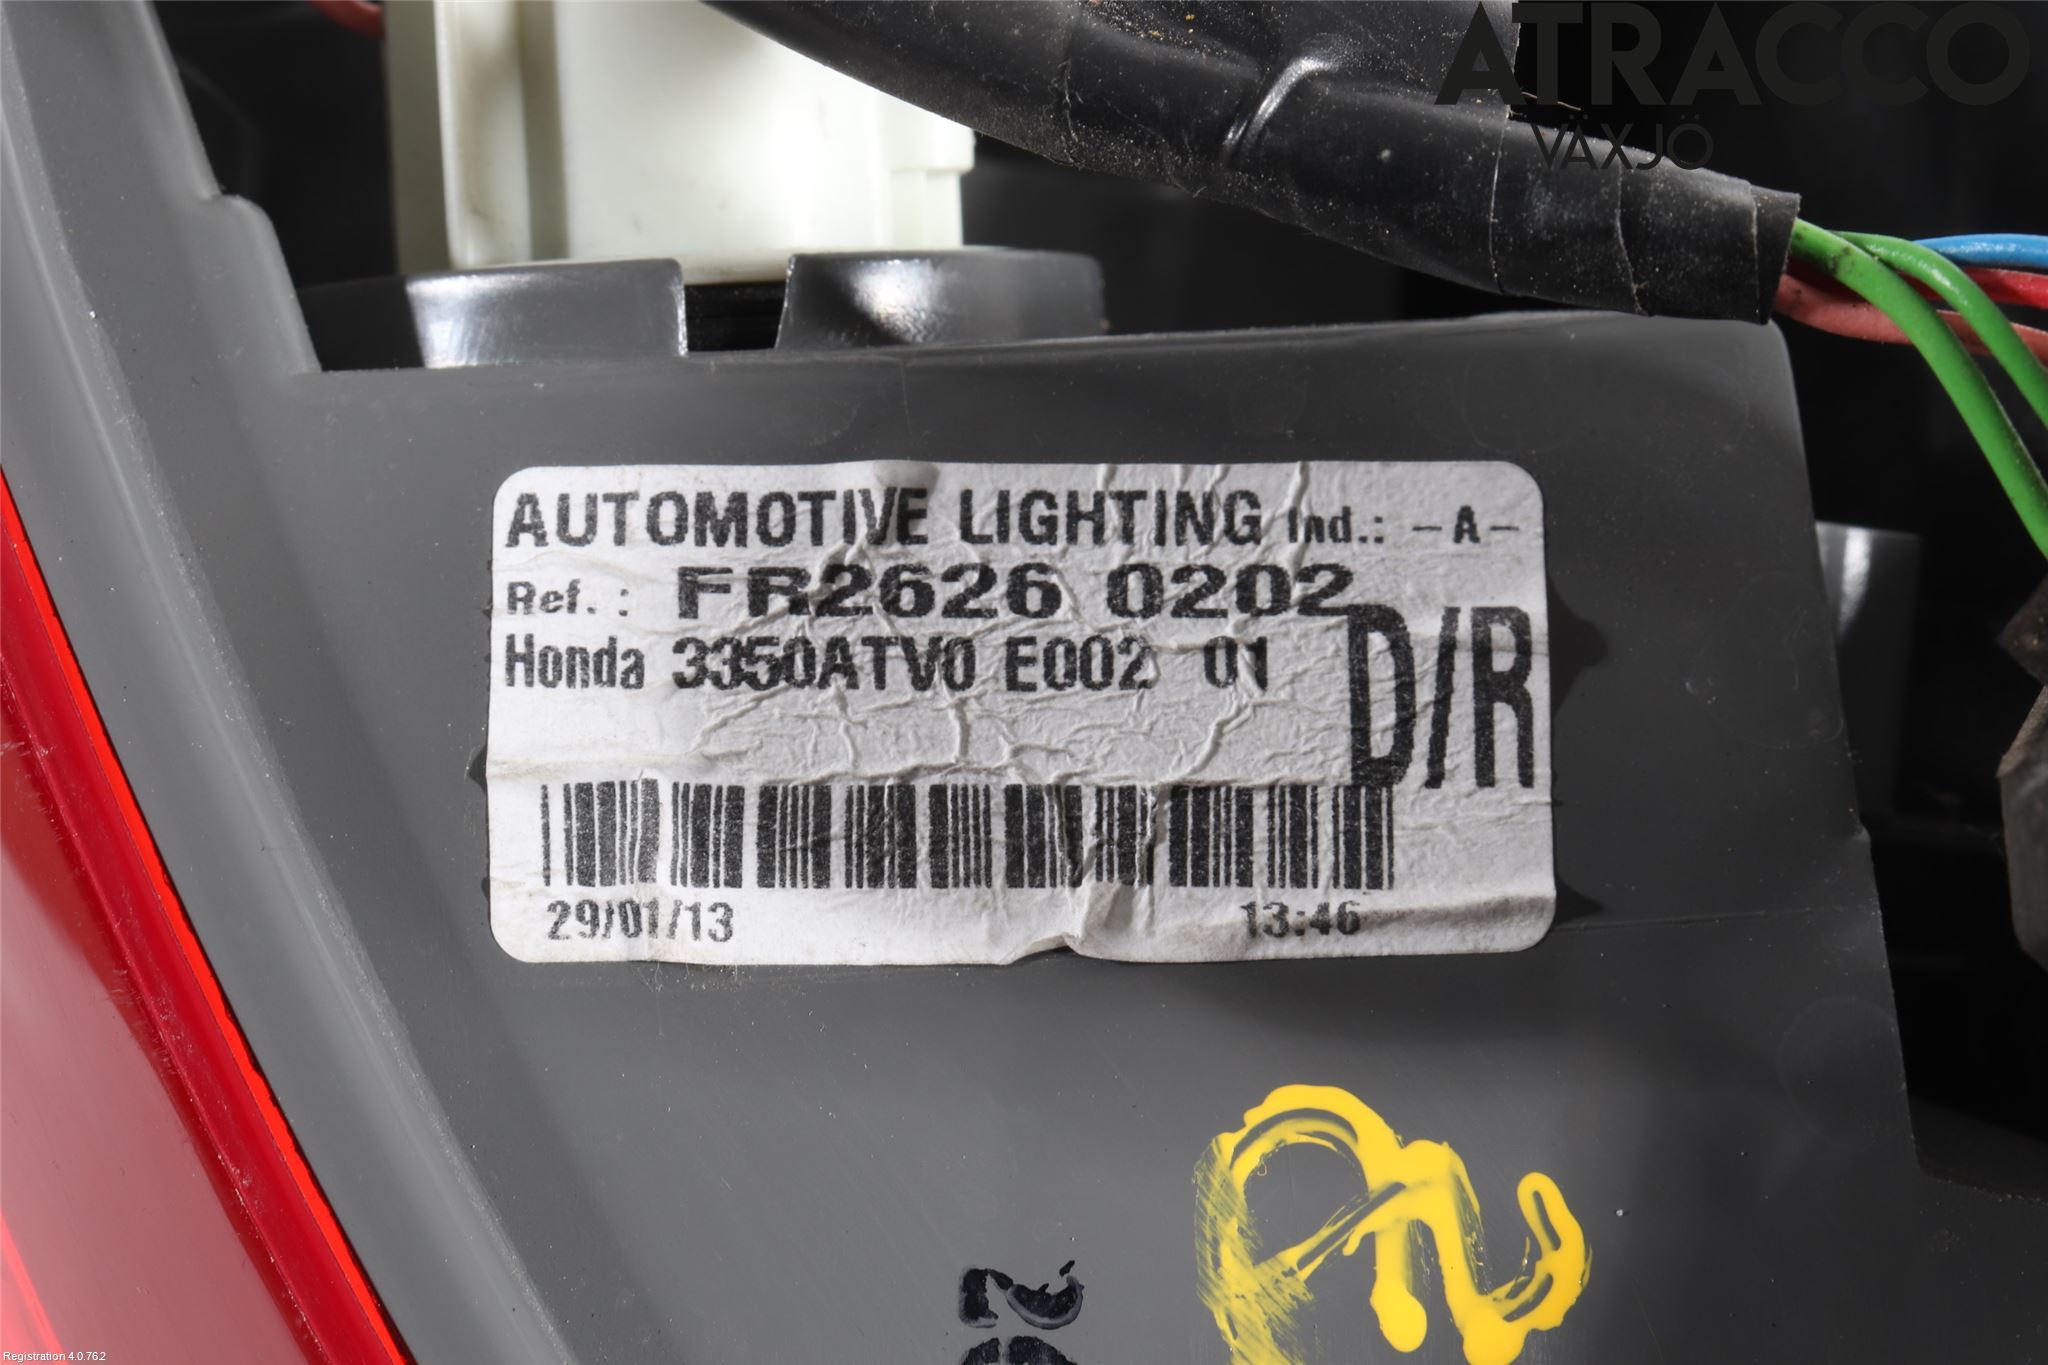 ATRACCO
VÄXJÖ
AUTOMOTIVE LIGHTING Ind.: -A-
Ref.: FR2626 0202
Honda 3350ATV0 E002 01
D/R
29/01/13 13:46
Registration 4.0.762